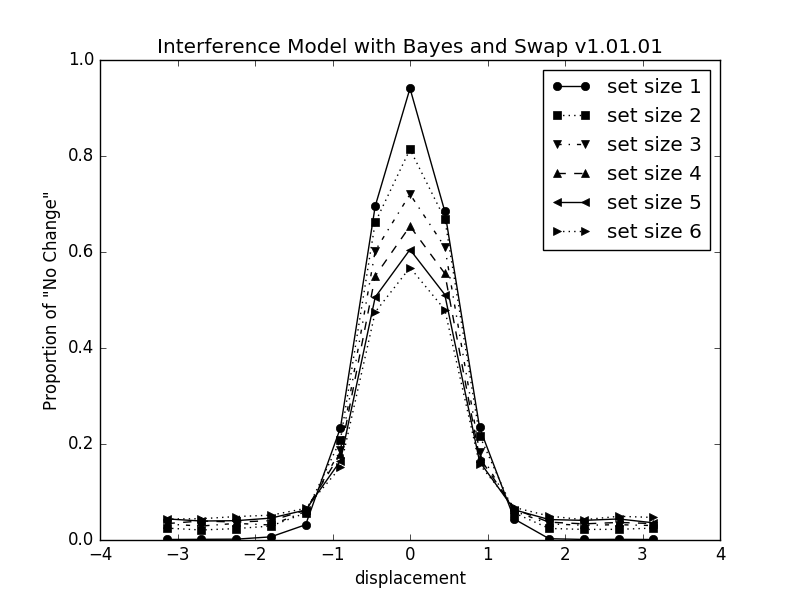 Interference Model with Bayes and Swap v1.01.01
Proportion of "No Change"
1.0
0.8
0.6
0.4
0.2
0.0
set size 1
set size 2
set size 3
set size 4
set size 5
set size 6
−4 −3 −2 −1 0 1 2 3 4
displacement